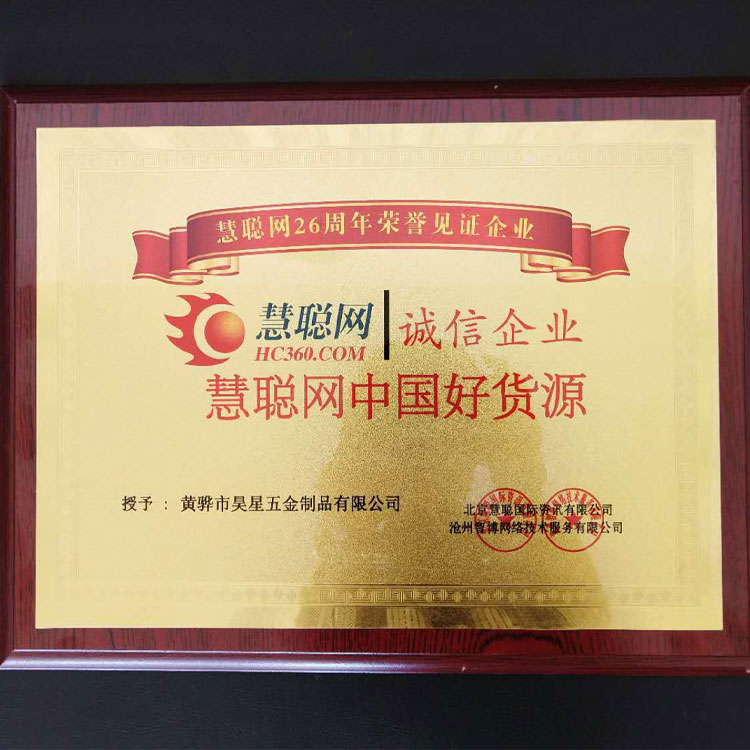 慧聪网26周年荣誉见证企业
慧聪网 诚信企业
HC360.COM
慧聪网中国好货源
授予 : 黄骅市昊星五金制品有限公司
北京慧聪国际资讯有限公司
沧州智博网络技术服务有限公司